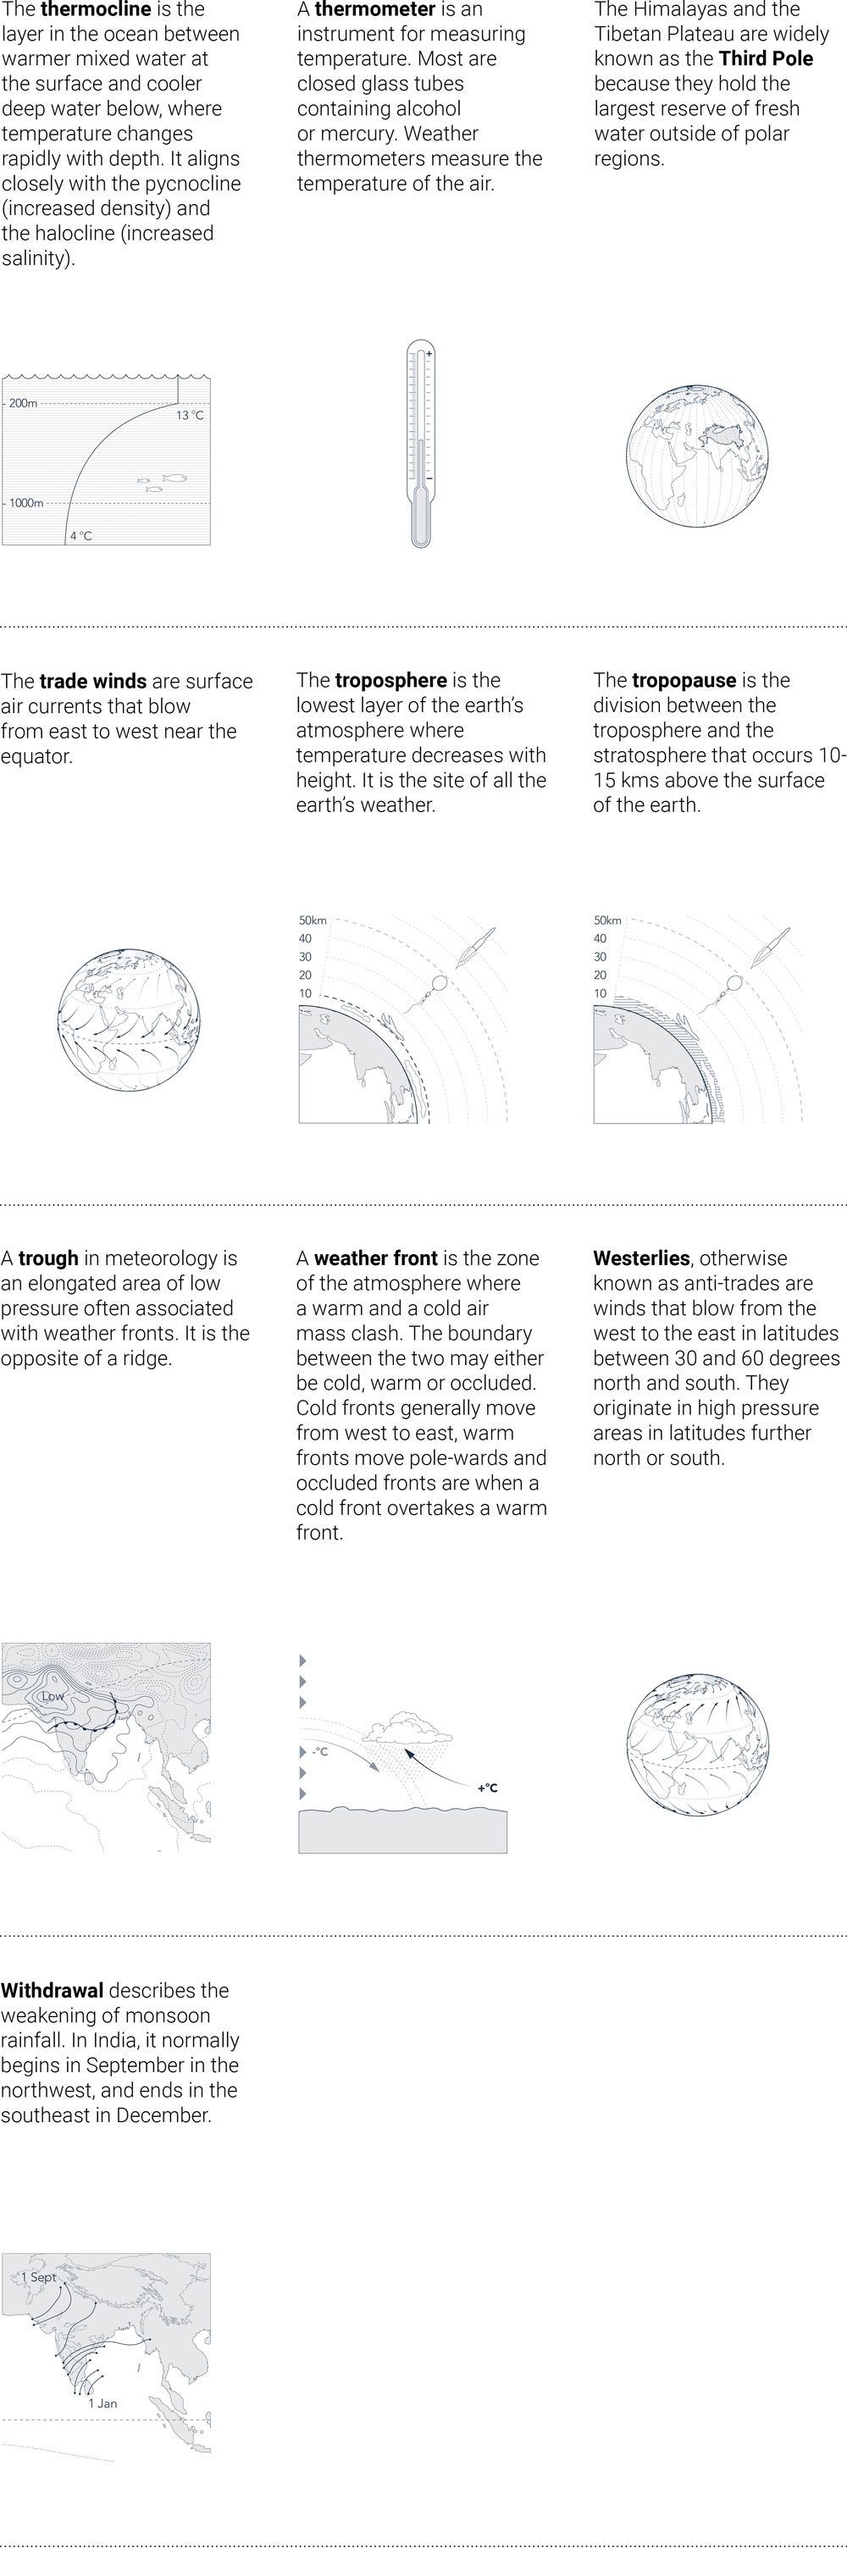 The thermocline is the
layer in the ocean between
warmer mixed water at
the surface and cooler
deep water below, where
temperature changes
rapidly with depth. It aligns
closely with the pycnocline
(increased density) and
the halocline (increased
salinity).
A thermometer is an
instrument for measuring
temperature. Most are
closed glass tubes
containing alcohol
or mercury. Weather
thermometers measure the
temperature of the air.
The Himalayas and the
Tibetan Plateau are widely
known as the Third Pole
because they hold the
largest reserve of fresh
water outside of polar
regions.
200m
13 °C
1000m
4 °C
+
The trade winds are surface
air currents that blow
from east to west near the
equator.
The troposphere is the
lowest layer of the earth's
atmosphere where
temperature decreases with
height. It is the site of all the
earth's weather.
The tropopause is the
division between the
troposphere and the
stratosphere that occurs 10-
15 kms above the surface
of the earth.
50km
40
30
20
10
50km
40
30
20
10
A trough in meteorology is
an elongated area of low
pressure often associated
with weather fronts. It is the
opposite of a ridge.
A weather front is the zone
of the atmosphere where
a warm and a cold air
mass clash. The boundary
between the two may either
be cold, warm or occluded.
Cold fronts generally move
from west to east, warm
fronts move pole-wards and
occluded fronts are when a
cold front overtakes a warm
front.
Westerlies, otherwise
known as anti-trades are
winds that blow from the
west to the east in latitudes
between 30 and 60 degrees
north and south. They
originate in high pressure
areas in latitudes further
north or south.
Low
-°C
+°C
Withdrawal describes the
weakening of monsoon
rainfall. In India, it normally
begins in September in the
northwest, and ends in the
southeast in December.
1 Sept
1 Jan